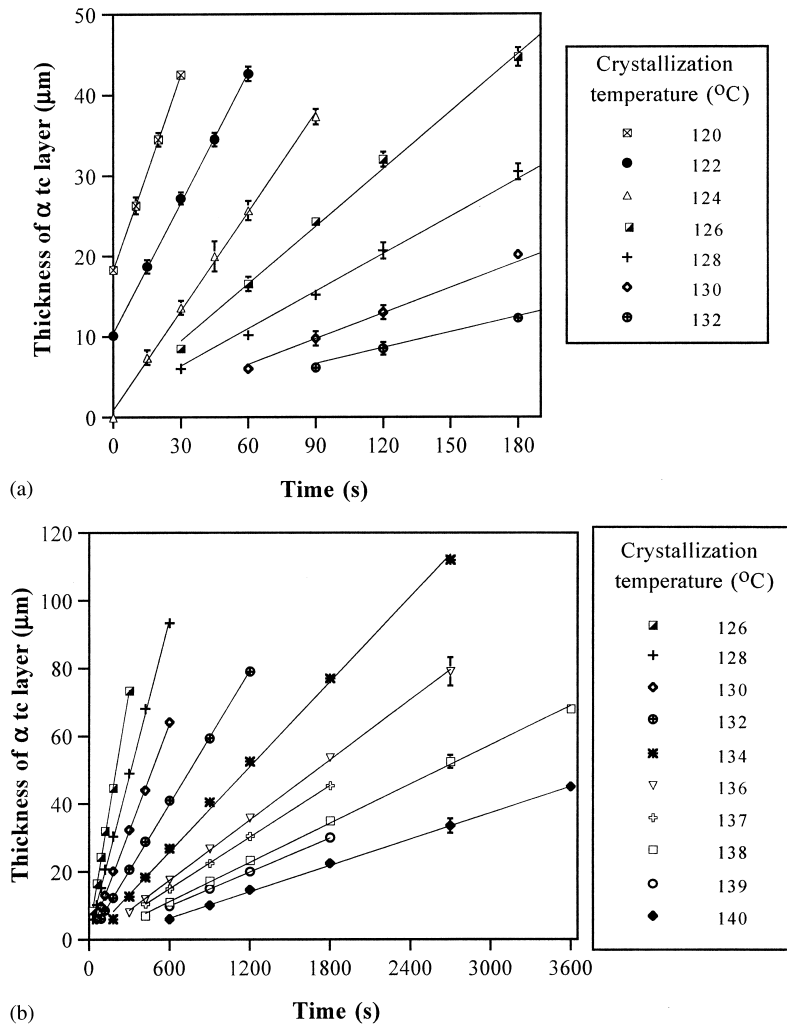 50
40
30
20
10
0
Thickness of α tc layer (μm)
0 30 60 90 120 150 180
Time (s)
(a)
Crystallization
temperature (ºC)
120
122
124
126
128
130
132
120
100
80
60
40
20
0
Thickness of α tc layer (μm)
0 600 1200 1800 2400 3000 3600
Time (s)
(b)
Crystallization
temperature (ºC)
126
128
130
132
134
136
137
138
139
140